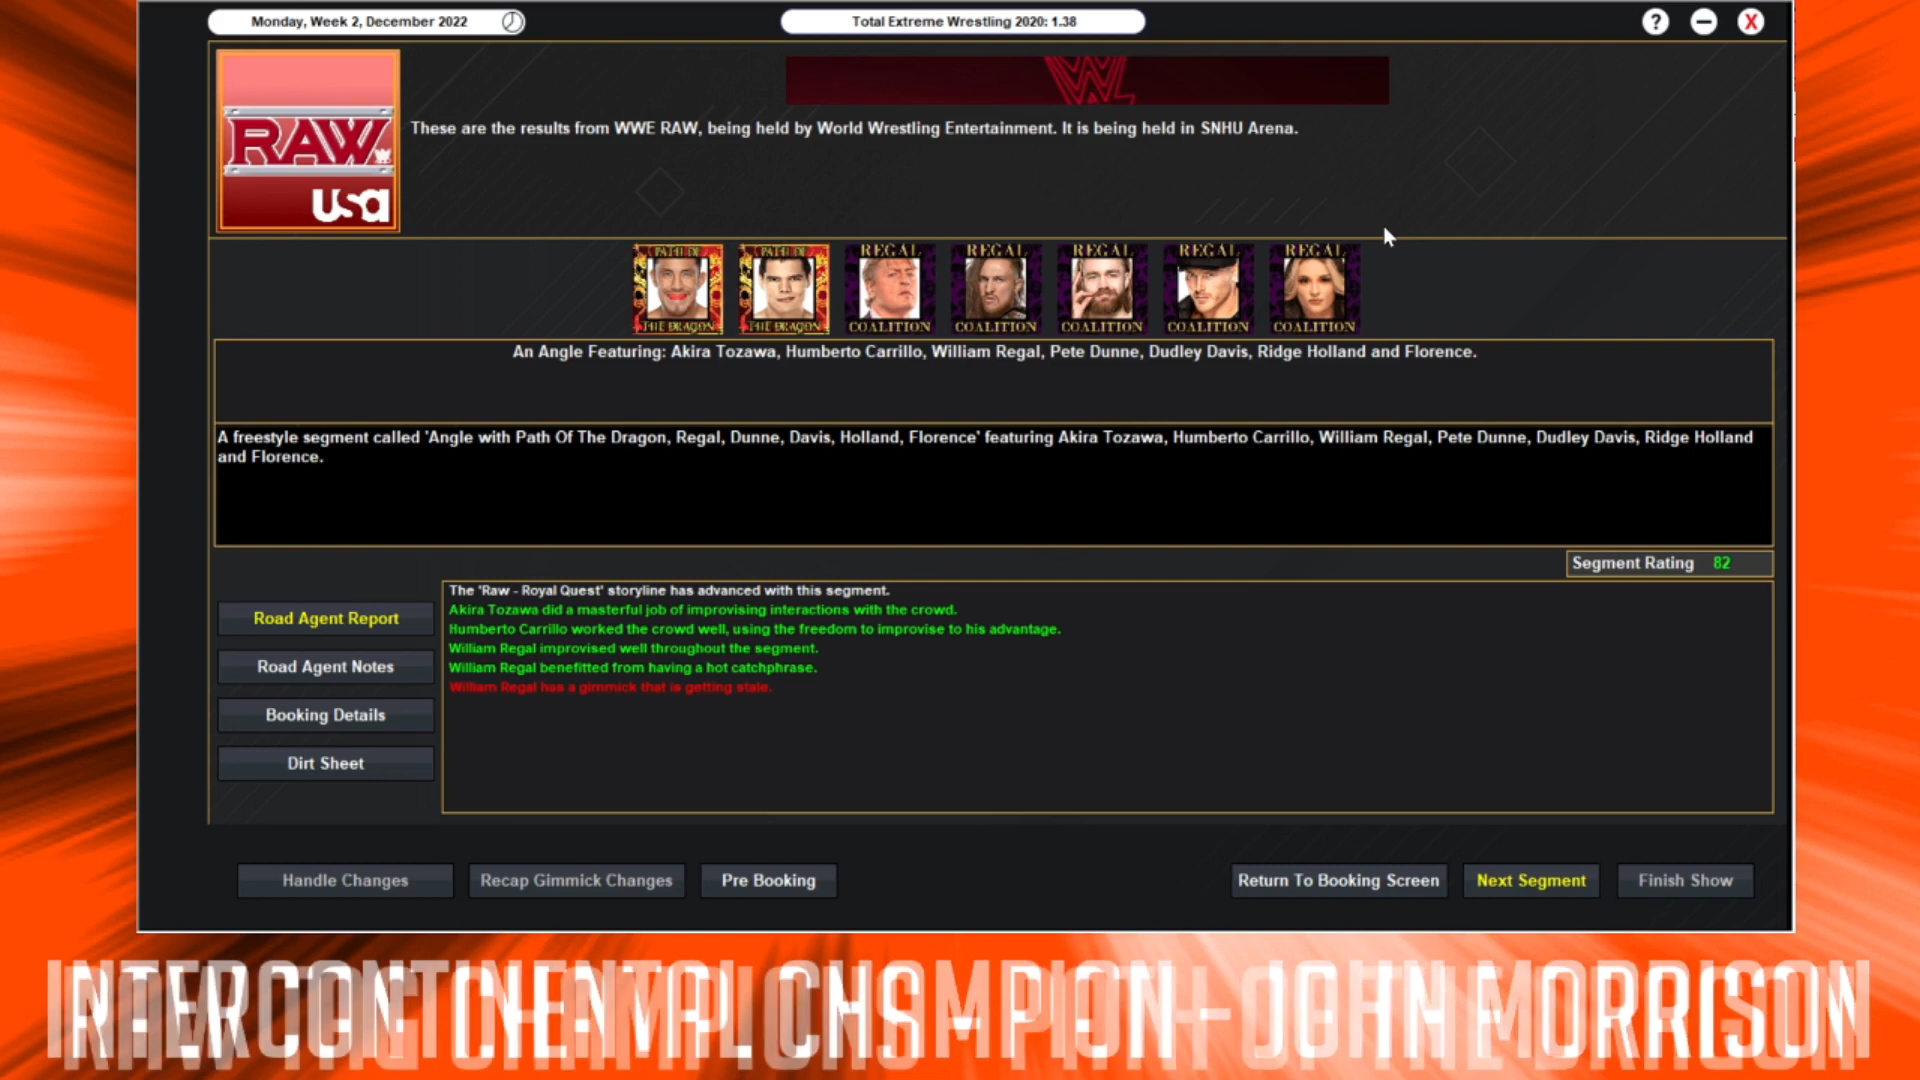 Monday, Week 2, December 2022
Total Extreme Wrestling 2020: 1.38
?
X
RAW
usa
These are the results from WWE RAW, being held by World Wrestling Entertainment. It is being held in SNHU Arena.
PATH OF THE DRAGON
PATH OF THE DRAGON
REGAL COALITION
REGAL COALITION
REGAL COALITION
REGAL COALITION
REGAL COALITION
An Angle Featuring: Akira Tozawa, Humberto Carrillo, William Regal, Pete Dunne, Dudley Davis, Ridge Holland and Florence.
A freestyle segment called 'Angle with Path Of The Dragon, Regal, Dunne, Davis, Holland, Florence' featuring Akira Tozawa, Humberto Carrillo, William Regal, Pete Dunne, Dudley Davis, Ridge Holland
and Florence.
Segment Rating 82
Road Agent Report
Road Agent Notes
Booking Details
Dirt Sheet
The 'Raw - Royal Quest' storyline has advanced with this segment.
Akira Tozawa did a masterful job of improvising interactions with the crowd.
Humberto Carrillo worked the crowd well, using the freedom to improvise to his advantage.
William Regal improvised well throughout the segment.
William Regal benefitted from having a hot catchphrase.
William Regal has a gimmick that is getting stale.
Handle Changes
Recap Gimmick Changes
Pre Booking
Return To Booking Screen
Next Segment
Finish Show
INTERCONTINENTAL CHAMPION - JOHN MORRISON